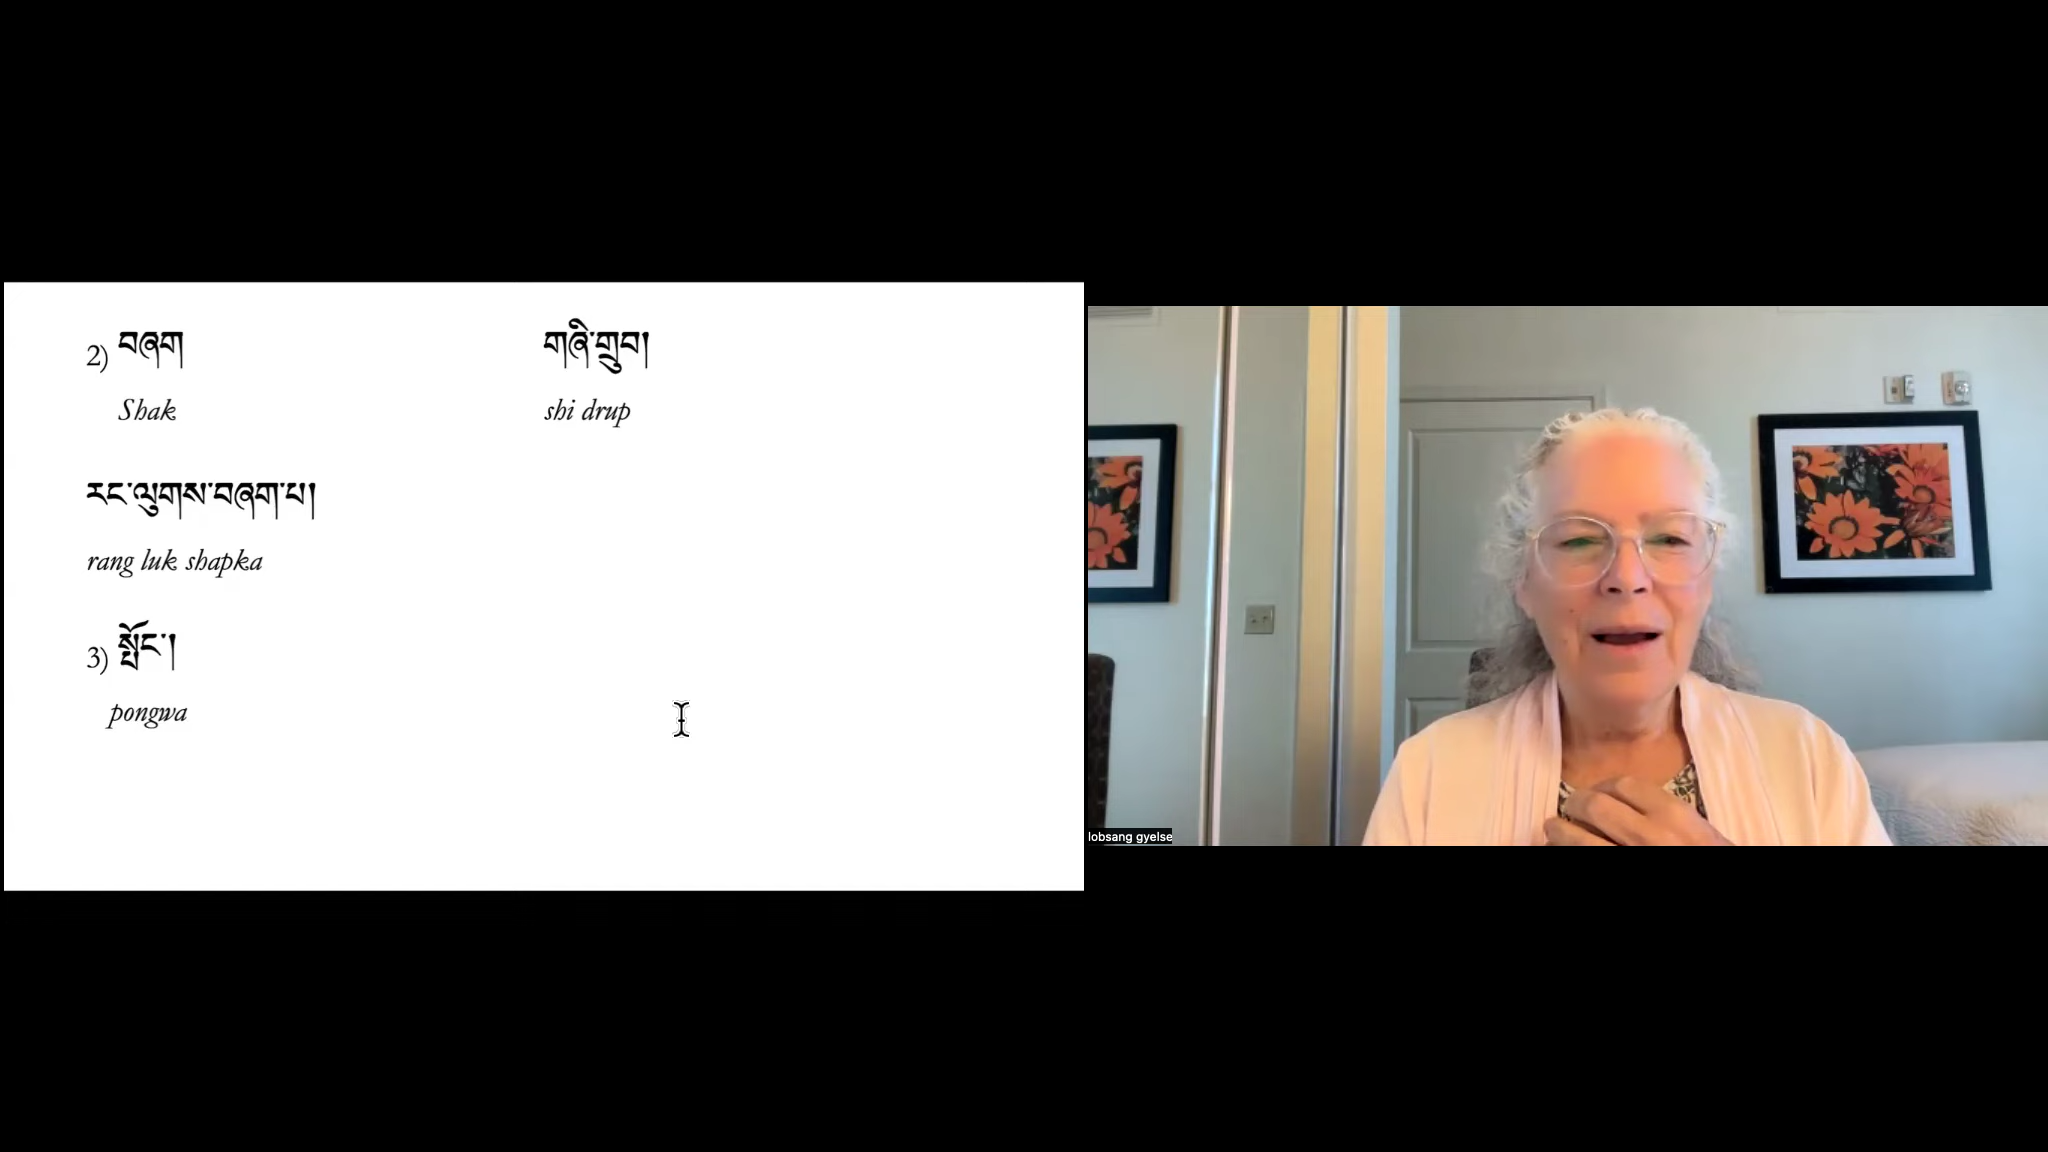 2) བཞག
གཞི་གྲུབ།
Shak
shi drup
རང་ལུགས་བཞག་པ།
rang luk shapka
3) སྤོང་།
pongwa
lobsang gyelse